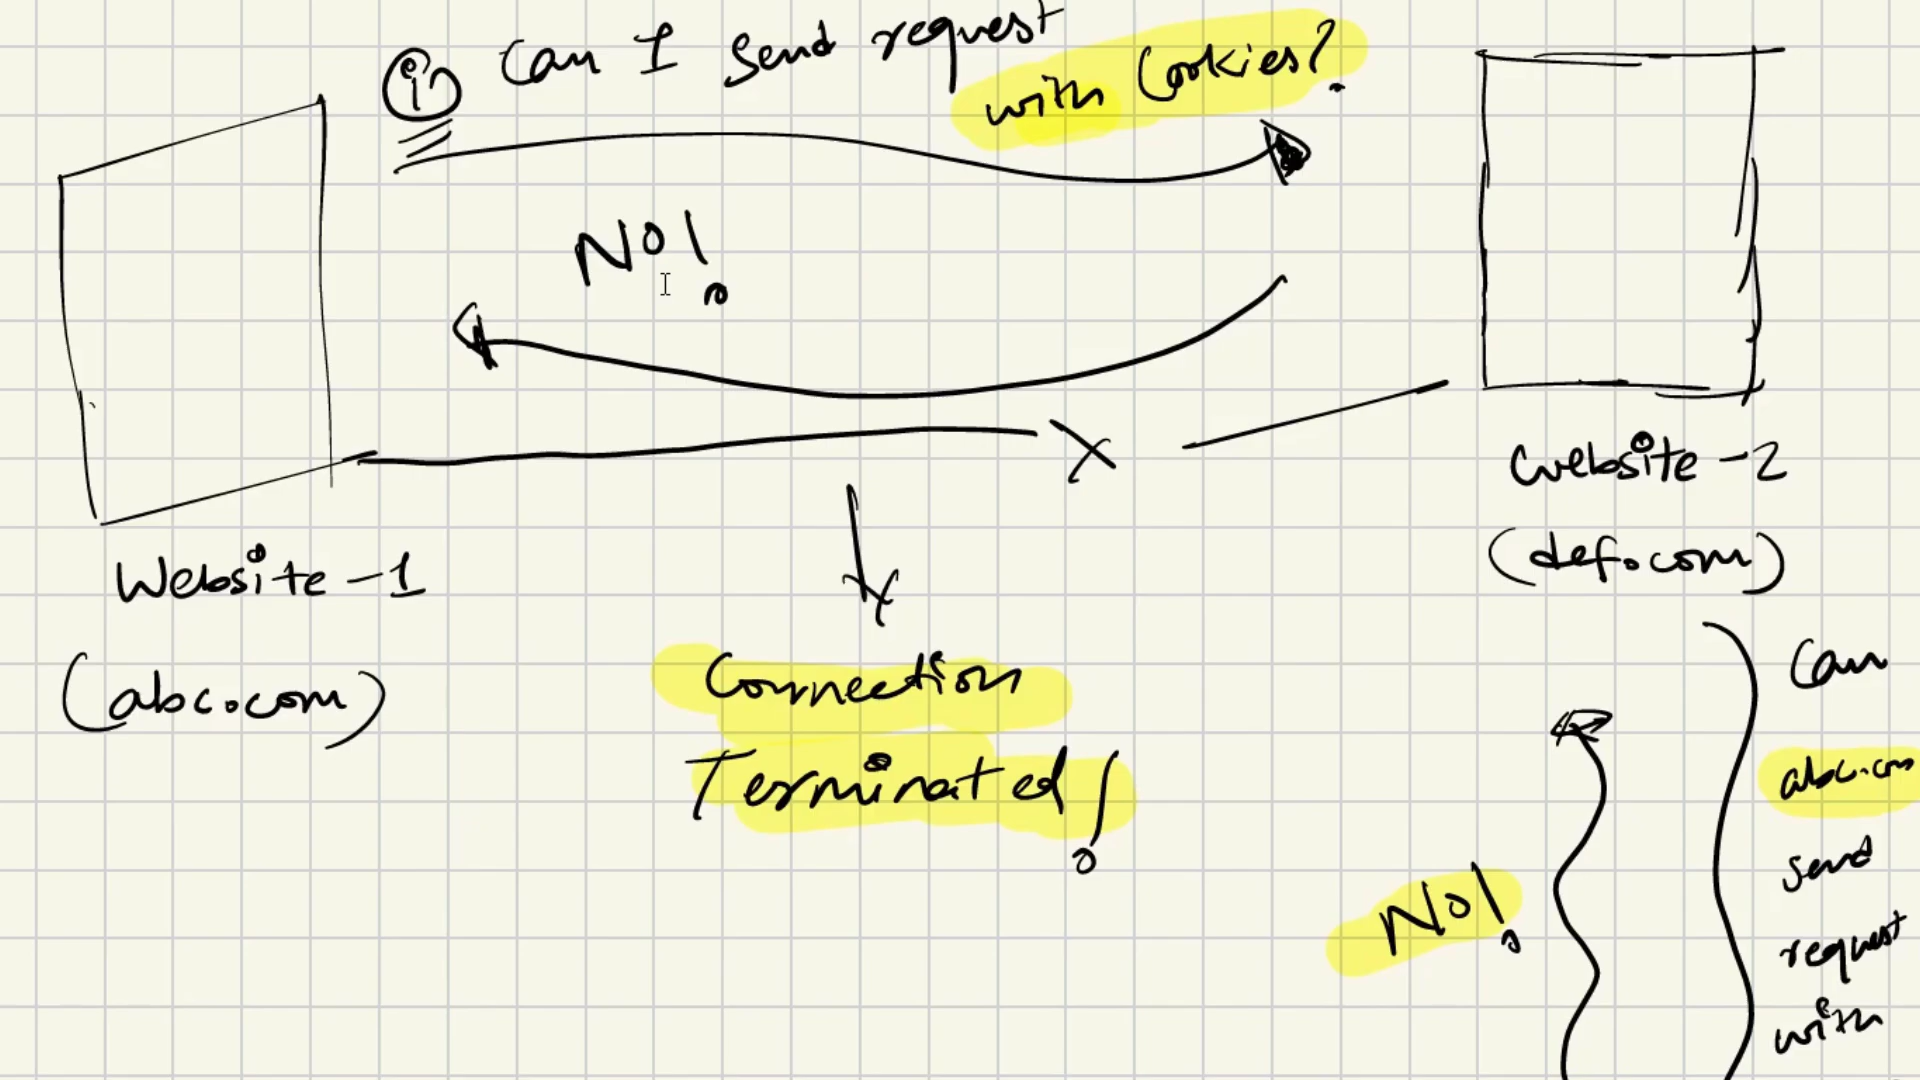 ① Can I send request
with Cookies?
No!
Website-1
(abc.com)
Website-2
(def.com)
Connection
Terminated!
No!
Can
abc.com
send
request
with